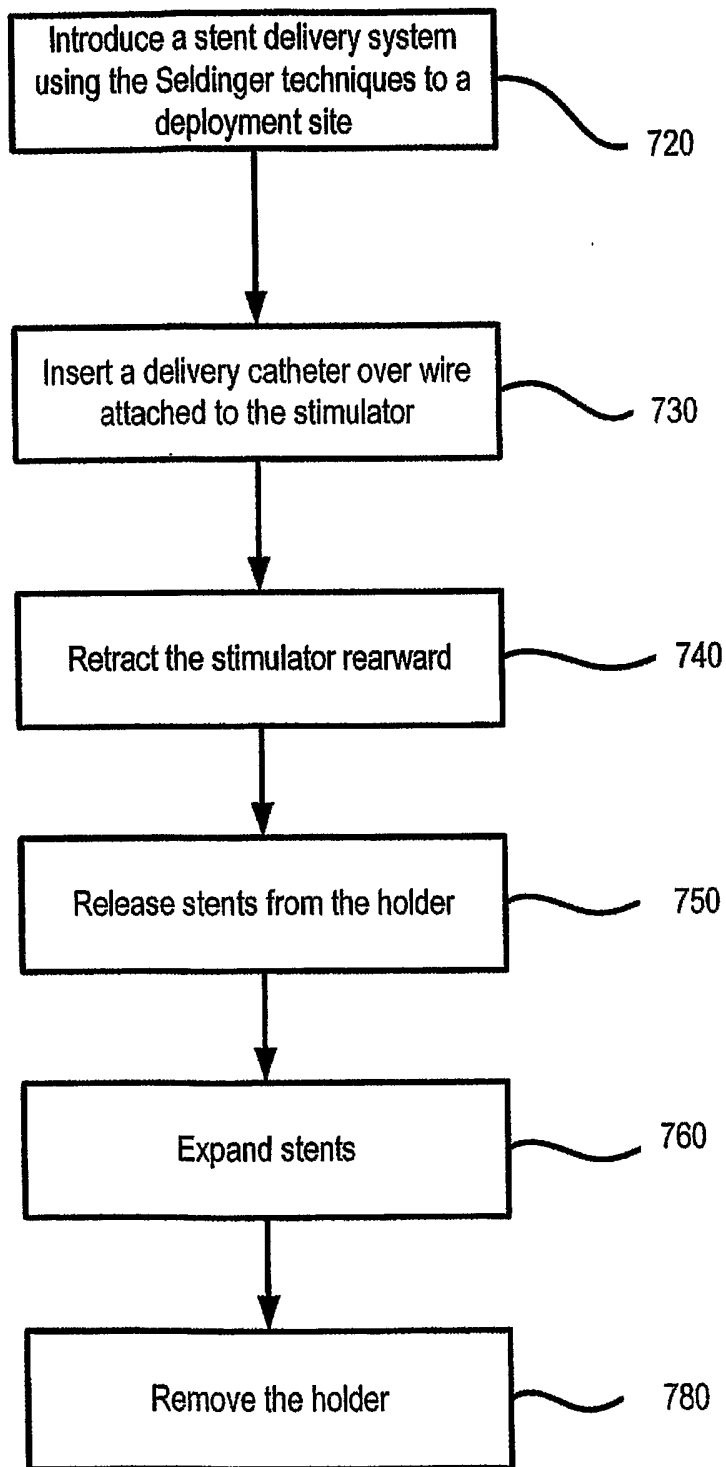 Introduce a stent delivery system
using the Seldinger techniques to a
deployment site
720
Insert a delivery catheter over wire
attached to the stimulator
730
Retract the stimulator rearward
740
Release stents from the holder
750
Expand stents
760
Remove the holder
780